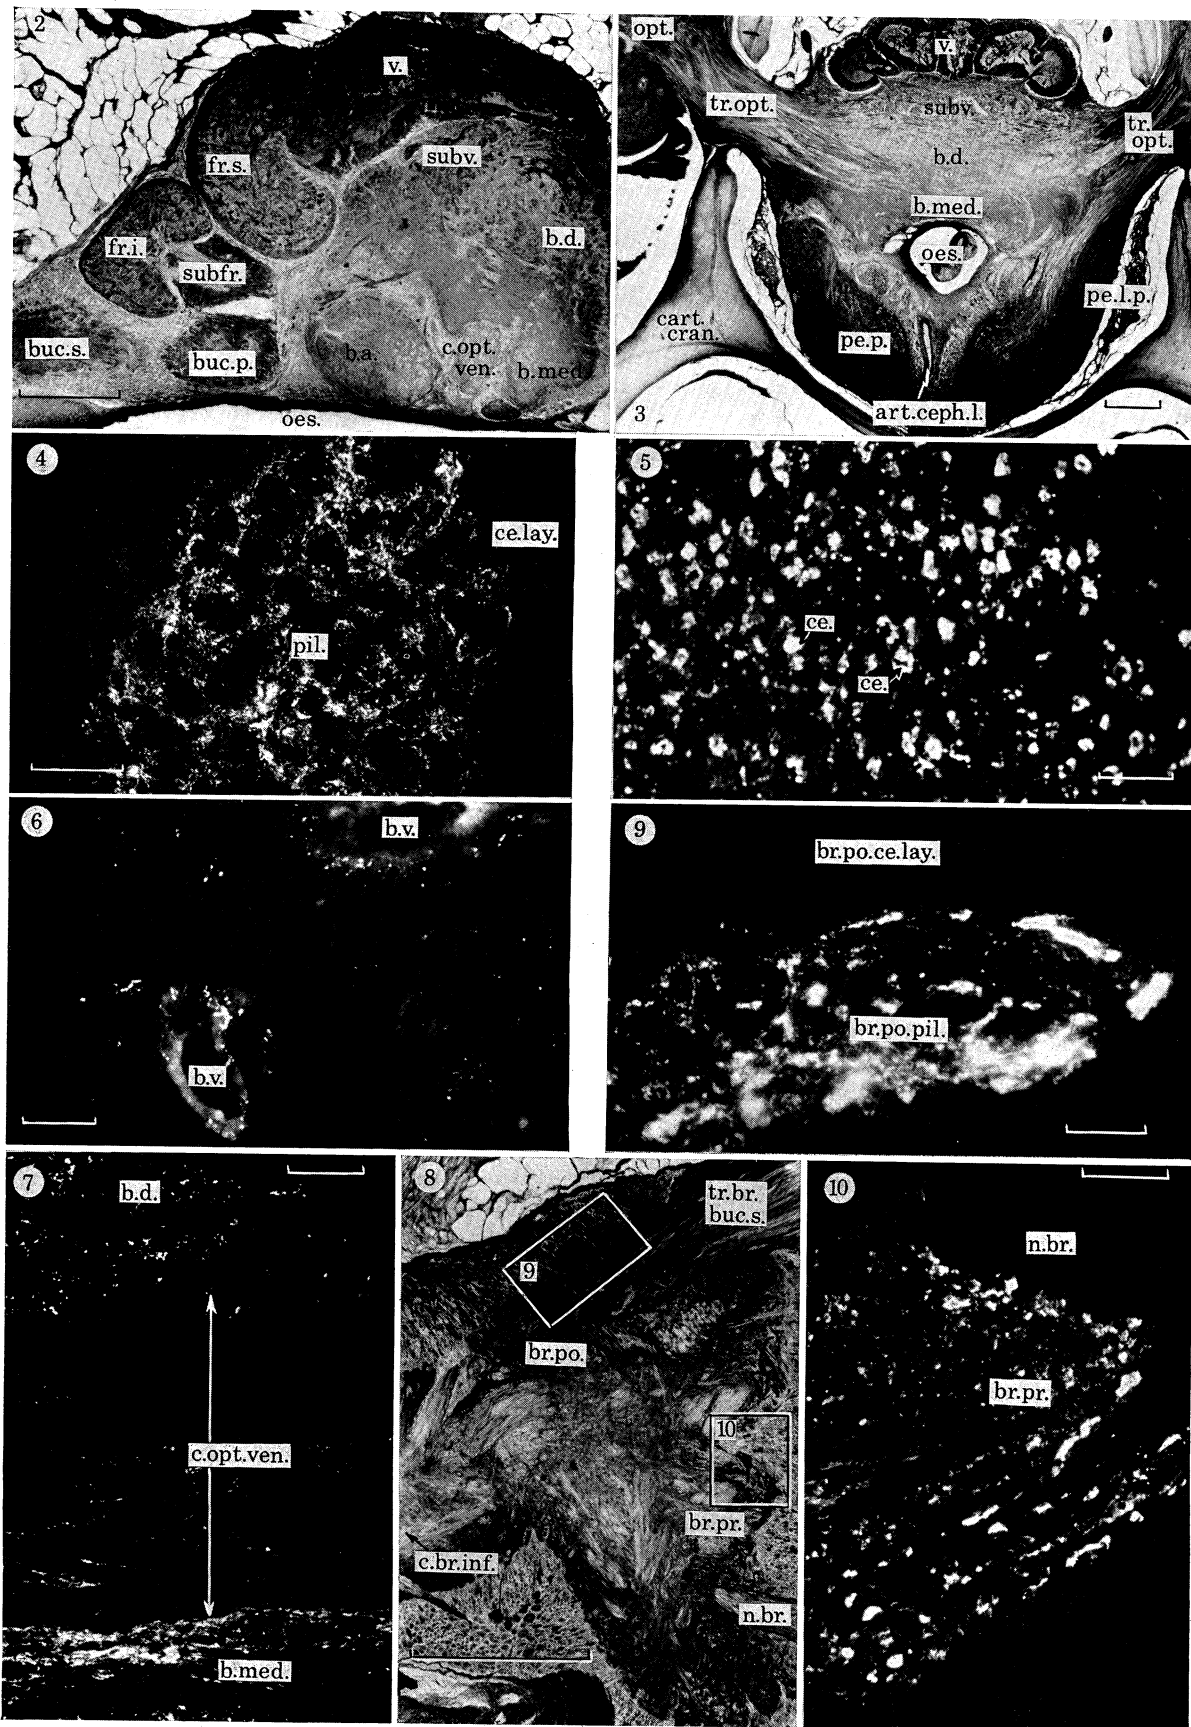 2
v.
fr.s.
subv.
b.d.
fr.i.
subfr.
buc.s.
buc.p.
b.a.
c.opt.
ven.
b.med.
oes.
opt.
v.
tr.opt.
subv.
tr.
opt.
b.d.
b.med.
oes.
pe.l.p.
cart.
cran.
pe.p.
art.ceph.l.
3
4
ce.lay.
pil.
5
ce.
ce.
6
b.v.
b.v.
9
br.po.ce.lay.
br.po.pil.
7
b.d.
c.opt.ven.
b.med.
8
tr.br.
buc.s.
9
br.po.
10
br.pr.
c.br.inf.
n.br.
10
n.br.
br.pr.